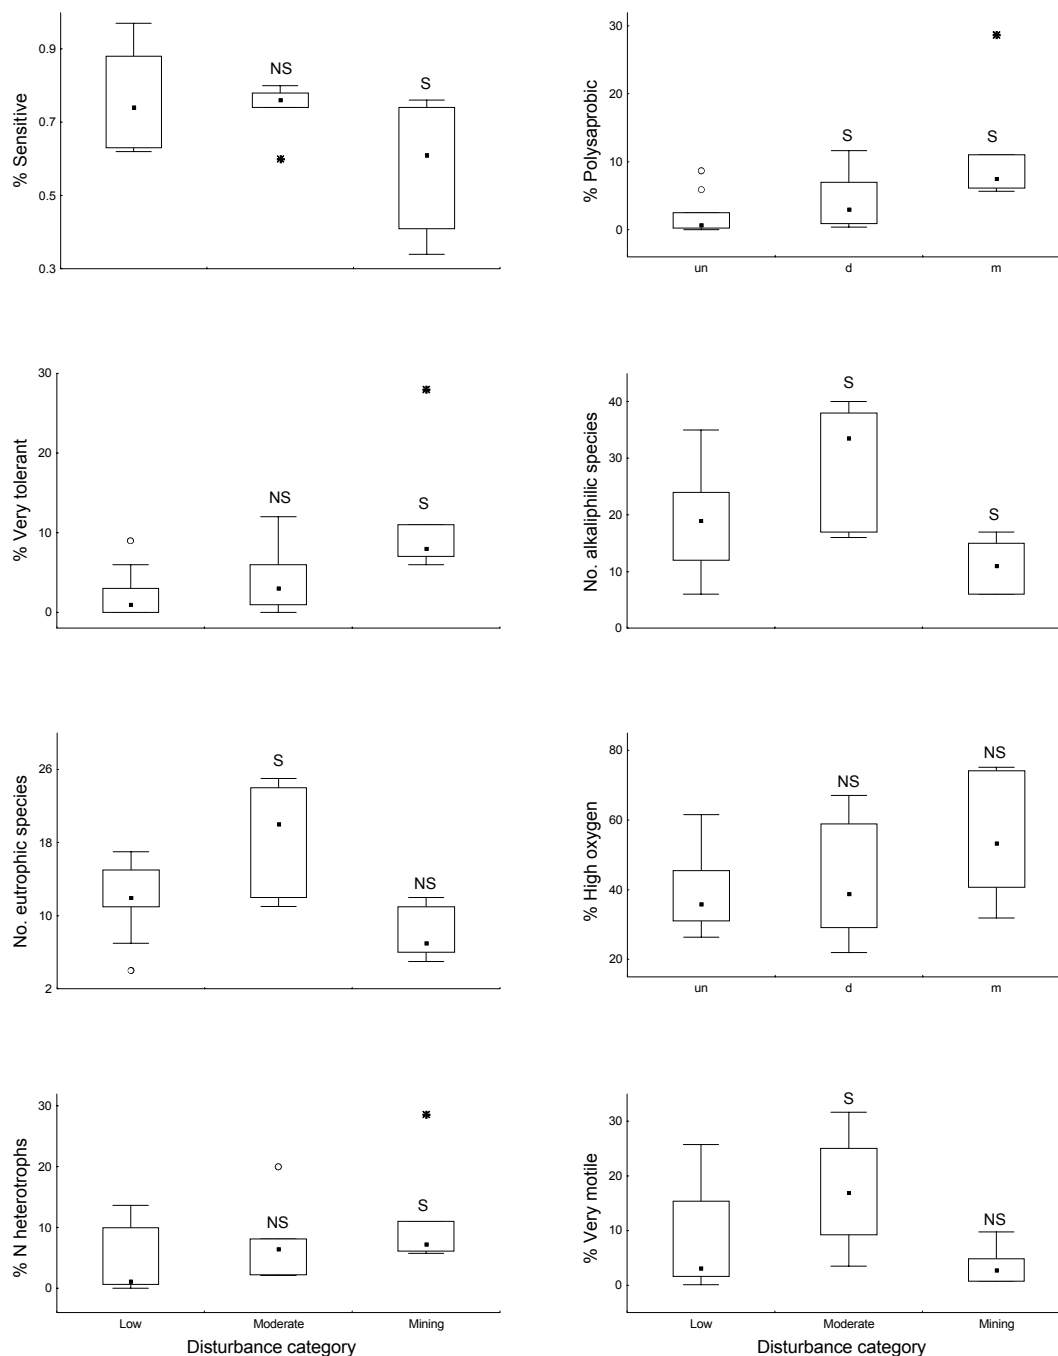 % Sensitive
0.9
0.7
0.5
0.3
NS
S
% Polysaprobic
30
20
10
0
S
S
un
d
m
% Very tolerant
30
20
10
0
NS
S
No. alkaliphilic species
40
30
20
10
0
S
S
No. eutrophic species
26
18
10
2
S
NS
% High oxygen
80
60
40
20
NS
NS
un
d
m
% N heterotrophs
30
20
10
0
NS
S
Low
Moderate
Mining
Disturbance category
% Very motile
30
20
10
0
S
NS
Low
Moderate
Mining
Disturbance category